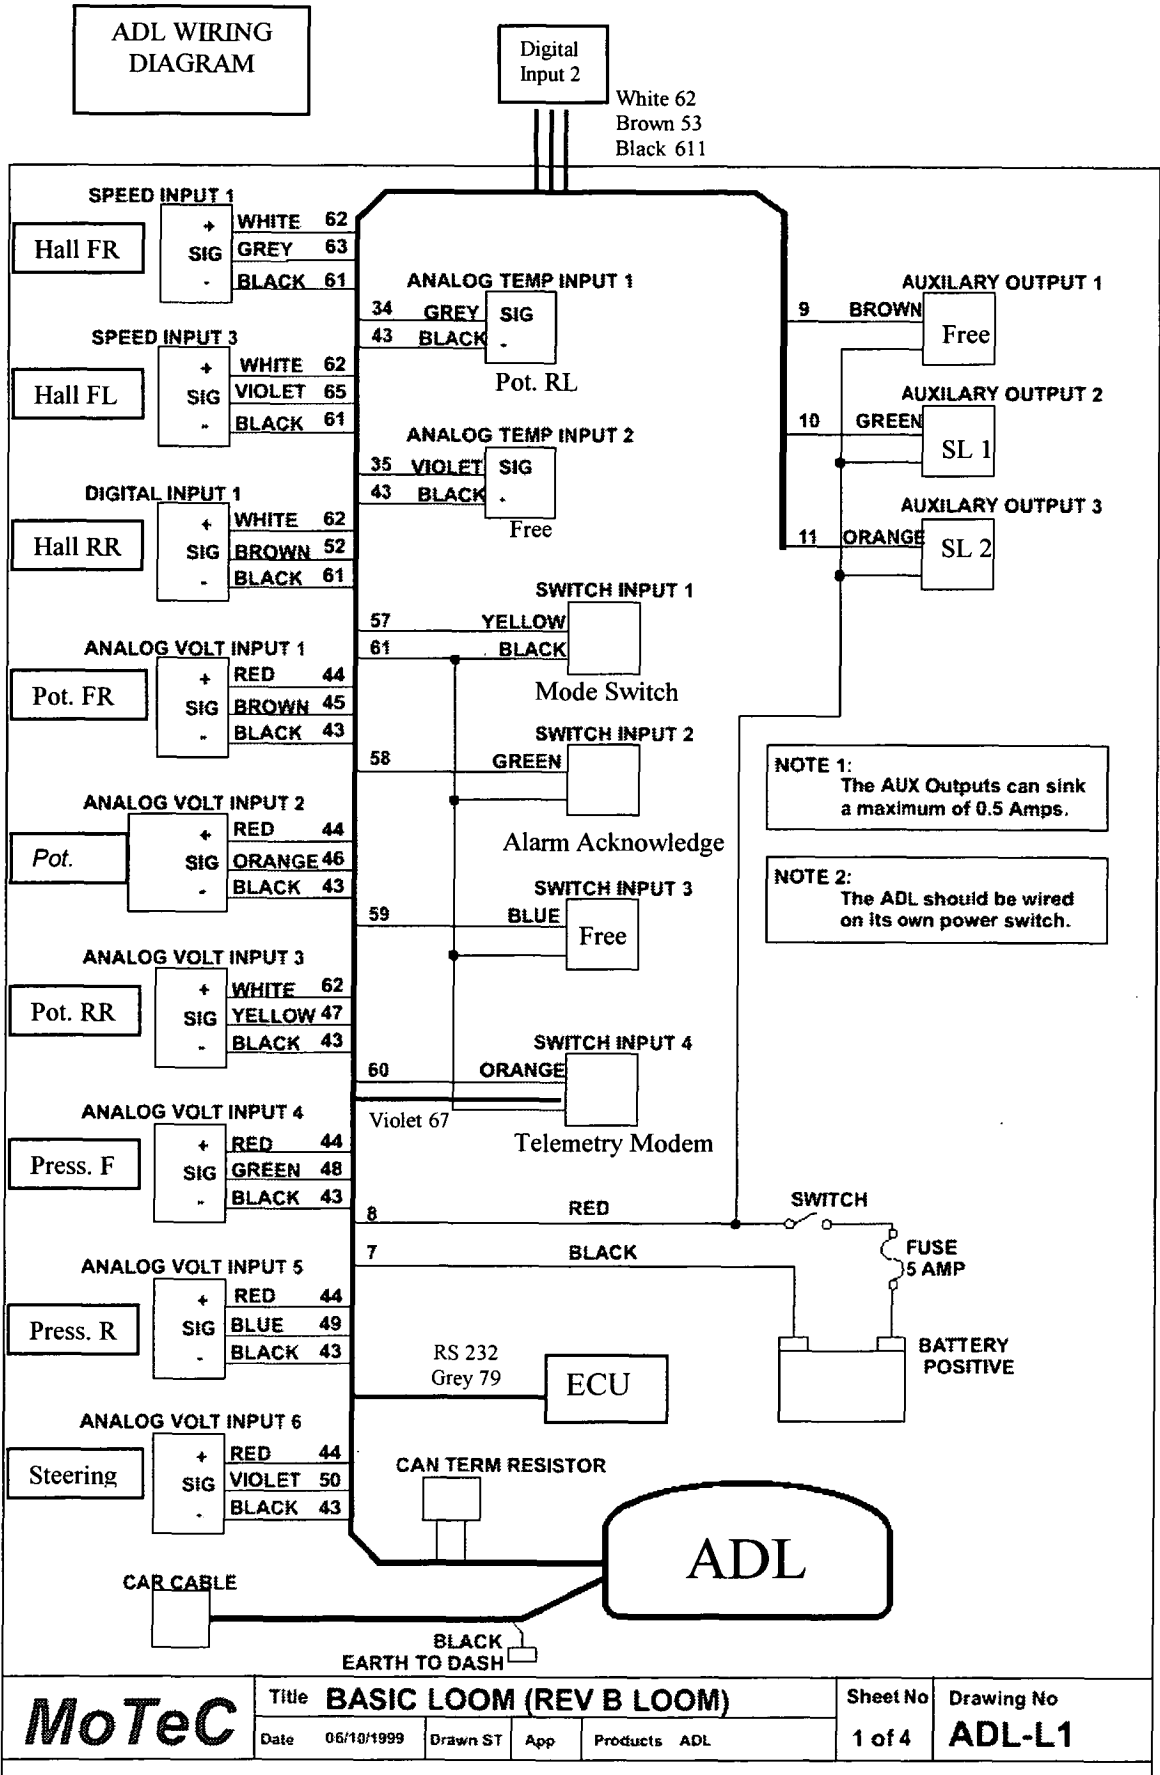 ADL WIRING
DIAGRAM
Digital
Input 2
White 62
Brown 53
Black 611
SPEED INPUT 1
Hall FR
+ WHITE 62
SIG GREY 63
- BLACK 61
SPEED INPUT 3
Hall FL
+ WHITE 62
SIG VIOLET 65
- BLACK 61
DIGITAL INPUT 1
Hall RR
+ WHITE 62
SIG BROWN 52
- BLACK 61
ANALOG VOLT INPUT 1
Pot. FR
+ RED 44
SIG BROWN 45
- BLACK 43
ANALOG VOLT INPUT 2
Pot.
+ RED 44
SIG ORANGE 46
- BLACK 43
ANALOG VOLT INPUT 3
Pot. RR
+ WHITE 62
SIG YELLOW 47
- BLACK 43
ANALOG VOLT INPUT 4
Press. F
+ RED 44
SIG GREEN 48
- BLACK 43
ANALOG VOLT INPUT 5
Press. R
+ RED 44
SIG BLUE 49
- BLACK 43
ANALOG VOLT INPUT 6
Steering
+ RED 44
SIG VIOLET 50
- BLACK 43
ANALOG TEMP INPUT 1
34 GREY SIG
43 BLACK -
Pot. RL
ANALOG TEMP INPUT 2
35 VIOLET SIG
43 BLACK -
Free
SWITCH INPUT 1
57 YELLOW
61 BLACK
Mode Switch
SWITCH INPUT 2
58 GREEN
Alarm Acknowledge
SWITCH INPUT 3
59 BLUE
Free
SWITCH INPUT 4
60 ORANGE
Violet 67
Telemetry Modem
AUXILARY OUTPUT 1
9 BROWN
Free
AUXILARY OUTPUT 2
10 GREEN
SL 1
AUXILARY OUTPUT 3
11 ORANGE
SL 2
NOTE 1:
The AUX Outputs can sink
a maximum of 0.5 Amps.
NOTE 2:
The ADL should be wired
on its own power switch.
8 RED
SWITCH
7 BLACK
FUSE
5 AMP
BATTERY
POSITIVE
RS 232
Grey 79
ECU
CAN TERM RESISTOR
ADL
CAR CABLE
BLACK
EARTH TO DASH
MoTeC
Title BASIC LOOM (REV B LOOM)
Date 06/10/1999 Drawn ST App Products ADL
Sheet No
1 of 4
Drawing No
ADL-L1